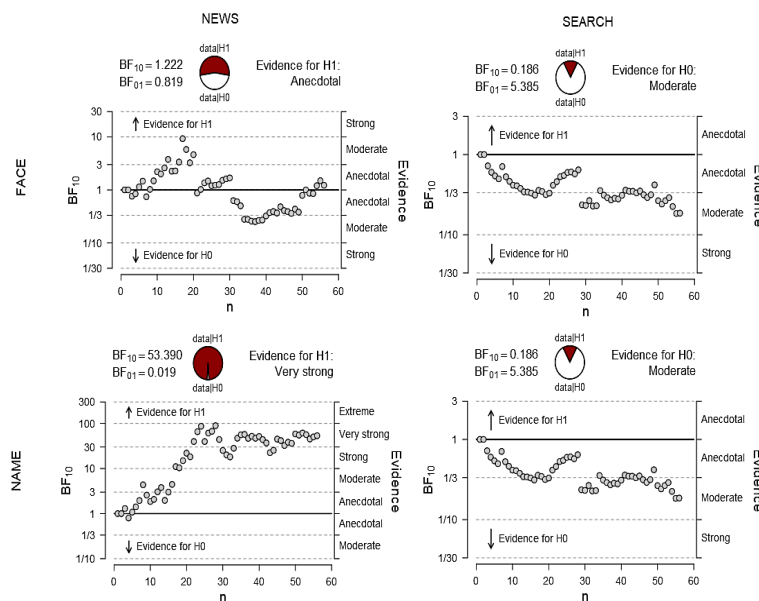 NEWS
SEARCH
FACE
BF10 = 1.222
BF01 = 0.819
data|H1
data|H0
Evidence for H1:
Anecdotal
30
10
3
1
1/3
1/10
1/30
BF10
Evidence for H1
Evidence for H0
Strong
Moderate
Anecdotal
Anecdotal
Moderate
Strong
Evidence
0 10 20 30 40 50 60
n
BF10 = 0.186
BF01 = 5.385
data|H1
data|H0
Evidence for H0:
Moderate
3
1
1/3
1/10
1/30
BF10
Evidence for H1
Evidence for H0
Anecdotal
Anecdotal
Moderate
Strong
Evidence
0 10 20 30 40 50 60
n
NAME
BF10 = 53.390
BF01 = 0.019
data|H1
data|H0
Evidence for H1:
Very strong
300
100
30
10
3
1
1/3
1/10
BF10
Evidence for H1
Evidence for H0
Extreme
Very strong
Strong
Moderate
Anecdotal
Anecdotal
Moderate
Evidence
0 10 20 30 40 50 60
n
BF10 = 0.186
BF01 = 5.385
data|H1
data|H0
Evidence for H0:
Moderate
3
1
1/3
1/10
1/30
BF10
Evidence for H1
Evidence for H0
Anecdotal
Anecdotal
Moderate
Strong
Evidence
0 10 20 30 40 50 60
n